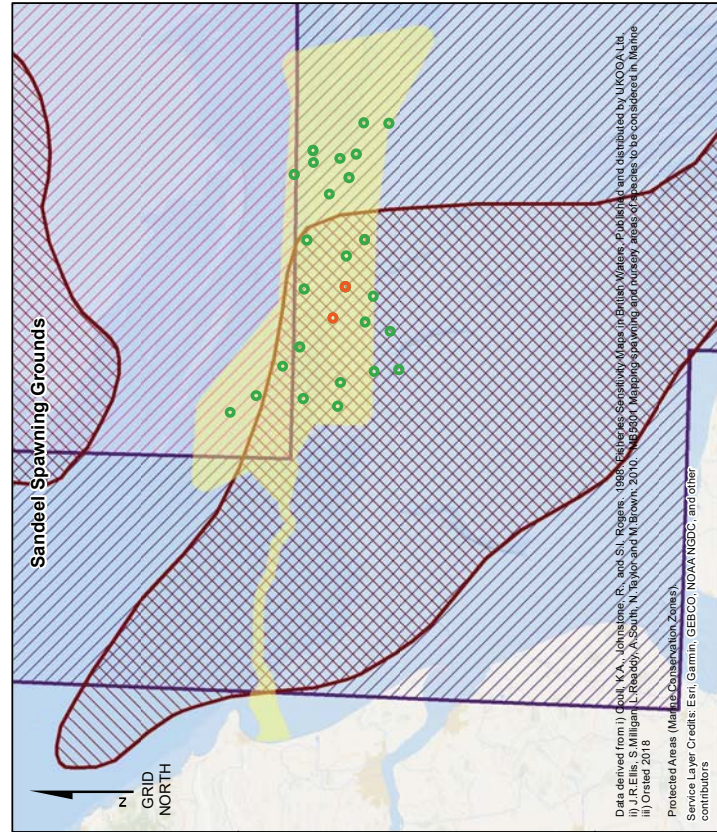 Sandeel Spawning Grounds
N
GRID
NORTH
Data derived from i) Coull, K.A., Johnstone, R., and S.I. Rogers. 1998. Fisheries Sensitivity Maps in British Waters. Published and distributed by UKOOA Ltd.
ii) J.R.Ellis, S.Milligan, L. Readdy, A.South, N.Taylor and M.Brown: 2010. MB5301 Mapping spawning and nursery areas of species to be considered in Marine
iii) Orsted 2018
Protected Areas (Marine Conservation Zones).
Service Layer Credits: Esri, Garmin, GEBCO, NOAA NGDC, and other
contributors